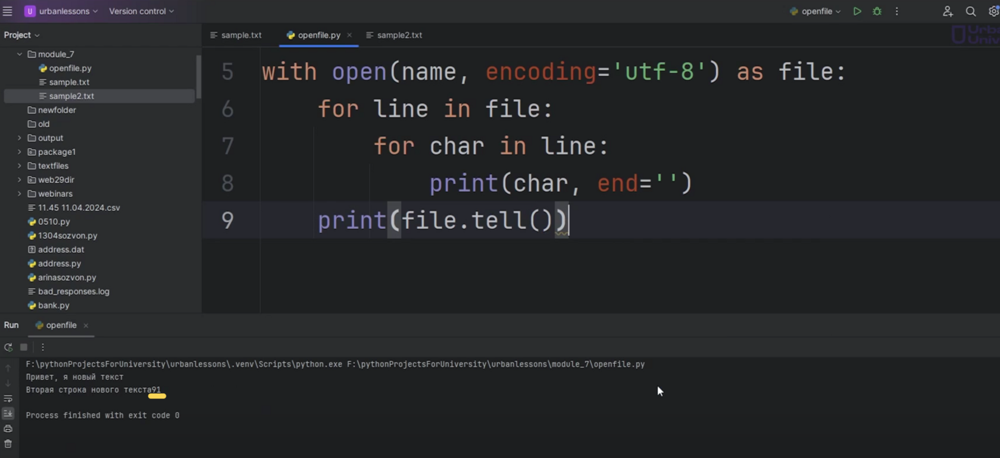 U urbanlessons Version control openfile
Project
sample.txt openfile.py sample2.txt
module_7
openfile.py
sample.txt
sample2.txt
newfolder
old
output
package1
textfiles
web29dir
webinars
11.45 11.04.2024.csv
0510.py
1304sozvon.py
address.dat
address.py
arinasozvon.py
bad_responses.log
bank.py
5 with open(name, encoding='utf-8') as file:
6 for line in file:
7 for char in line:
8 print(char, end='')
9 print(file.tell())
Run openfile
F:\pythonProjectsForUniversity\urbanlessons\.venv\Scripts\python.exe F:\pythonProjectsForUniversity\urbanlessons\module_7\openfile.py
Привет, я новый текст
Вторая строка нового текста91
Process finished with exit code 0